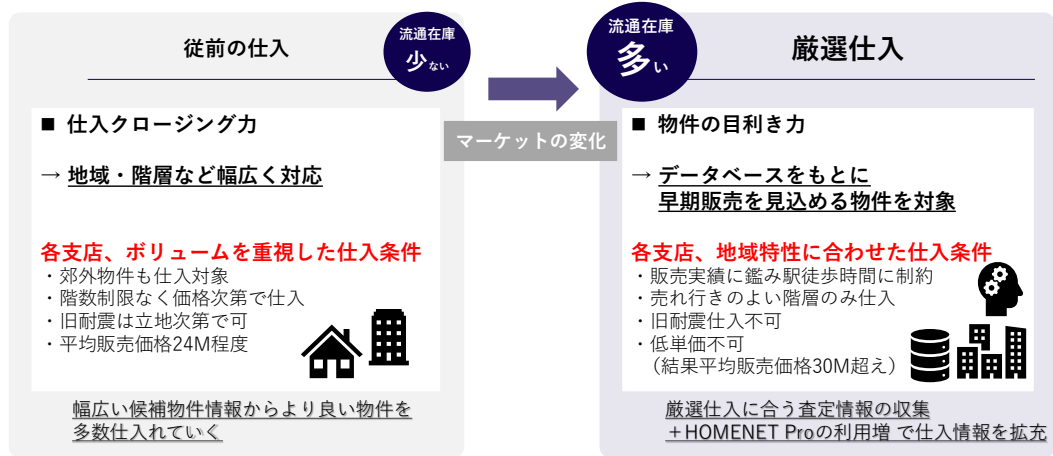 従前の仕入
流通在庫
少ない
■ 仕入クロージング力
→ 地域・階層など幅広く対応
各支店、ボリュームを重視した仕入条件
・郊外物件も仕入対象
・階数制限なく価格次第で仕入
・旧耐震は立地次第で可
・平均販売価格24M程度
幅広い候補物件情報からより良い物件を
多数仕入れていく
マーケットの変化
流通在庫
多い
厳選仕入
■ 物件の目利き力
→ データベースをもとに
早期販売を見込める物件を対象
各支店、地域特性に合わせた仕入条件
・販売実績に鑑み駅徒歩時間に制約
・売れ行きのよい階層のみ仕入
・旧耐震仕入不可
・低単価不可
（結果平均販売価格30M超え）
厳選仕入に合う査定情報の収集
＋HOMENET Proの利用増 で仕入情報を拡充